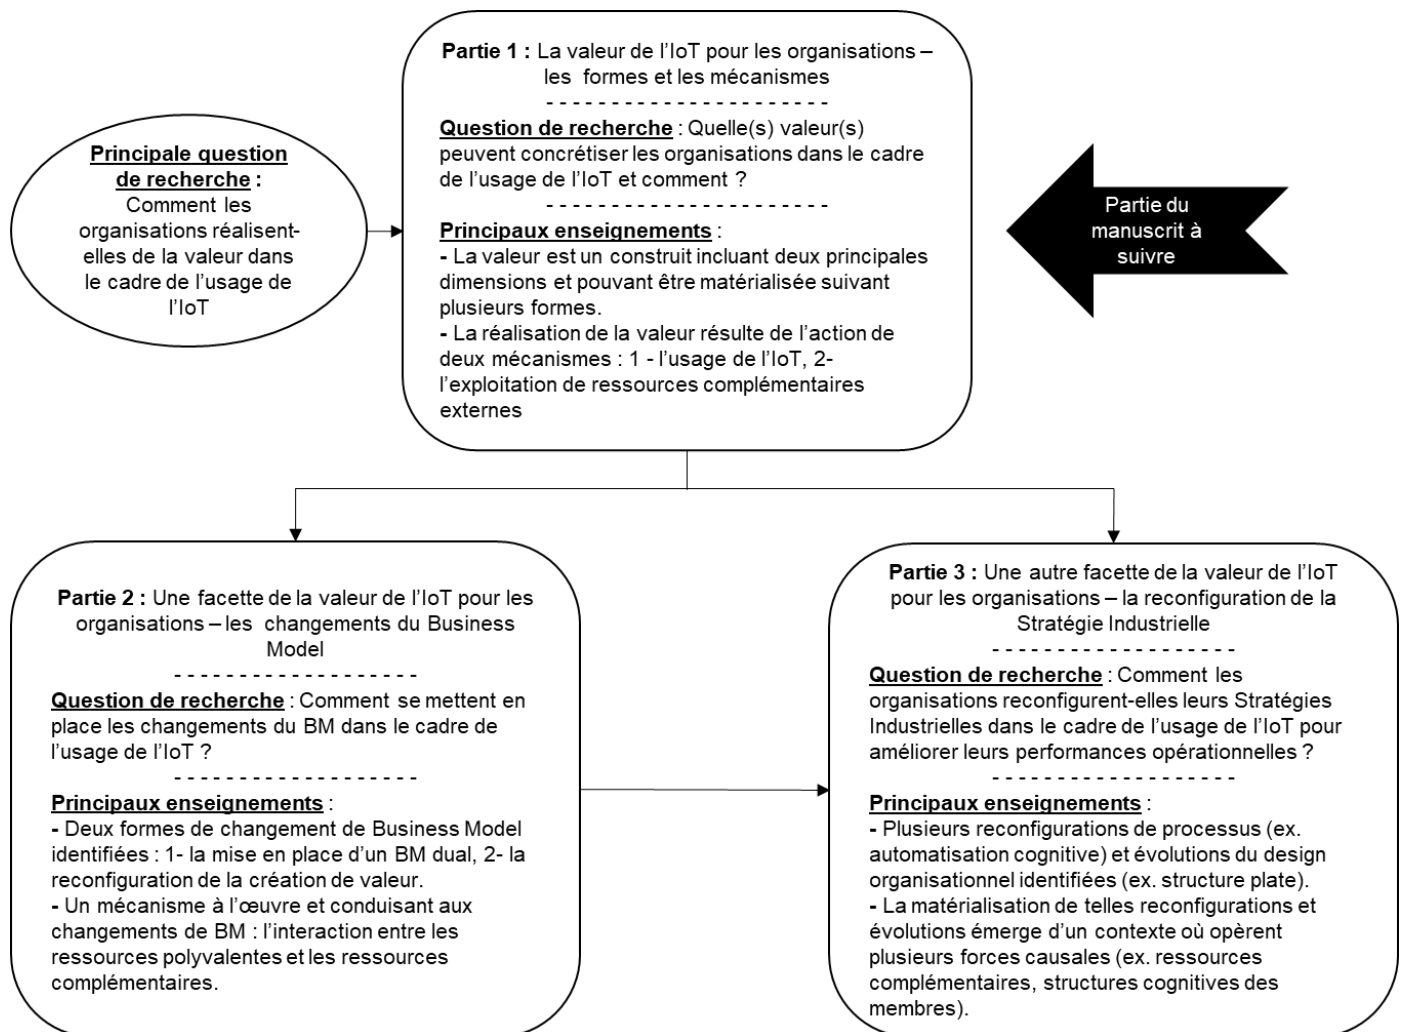 Principale question
de recherche :
Comment les
organisations réalisent-
elles de la valeur dans
le cadre de l’usage de
l’IoT
Partie 1 : La valeur de l’IoT pour les organisations –
les formes et les mécanismes
- - - - - - - - - - - - - - - - - - - - - -
Question de recherche : Quelle(s) valeur(s)
peuvent concrétiser les organisations dans le cadre
de l’usage de l’IoT et comment ?
- - - - - - - - - - - - - - - - - - - - - -
Principaux enseignements :
- La valeur est un construit incluant deux principales
dimensions et pouvant être matérialisée suivant
plusieurs formes.
- La réalisation de la valeur résulte de l’action de
deux mécanismes : 1 - l’usage de l’IoT, 2-
l’exploitation de ressources complémentaires
externes
Partie du
manuscrit à
suivre
Partie 2 : Une facette de la valeur de l’IoT pour les
organisations – les changements du Business
Model
- - - - - - - - - - - - - - - - - - -
Question de recherche : Comment se mettent en
place les changements du BM dans le cadre de
l’usage de l’IoT ?
- - - - - - - - - - - - - - - - - - -
Principaux enseignements :
- Deux formes de changement de Business Model
identifiées : 1- la mise en place d’un BM dual, 2- la
reconfiguration de la création de valeur.
- Un mécanisme à l’œuvre et conduisant aux
changements de BM : l’interaction entre les
ressources polyvalentes et les ressources
complémentaires.
Partie 3 : Une autre facette de la valeur de l’IoT
pour les organisations – la reconfiguration de la
Stratégie Industrielle
- - - - - - - - - - - - - - - - - - -
Question de recherche : Comment les
organisations reconfigurent-elles leurs Stratégies
Industrielles dans le cadre de l’usage de l’IoT pour
améliorer leurs performances opérationnelles ?
- - - - - - - - - - - - - - - - - - -
Principaux enseignements :
- Plusieurs reconfigurations de processus (ex.
automatisation cognitive) et évolutions du design
organisationnel identifiées (ex. structure plate).
- La matérialisation de telles reconfigurations et
évolutions émerge d’un contexte où opèrent
plusieurs forces causales (ex. ressources
complémentaires, structures cognitives des
membres).